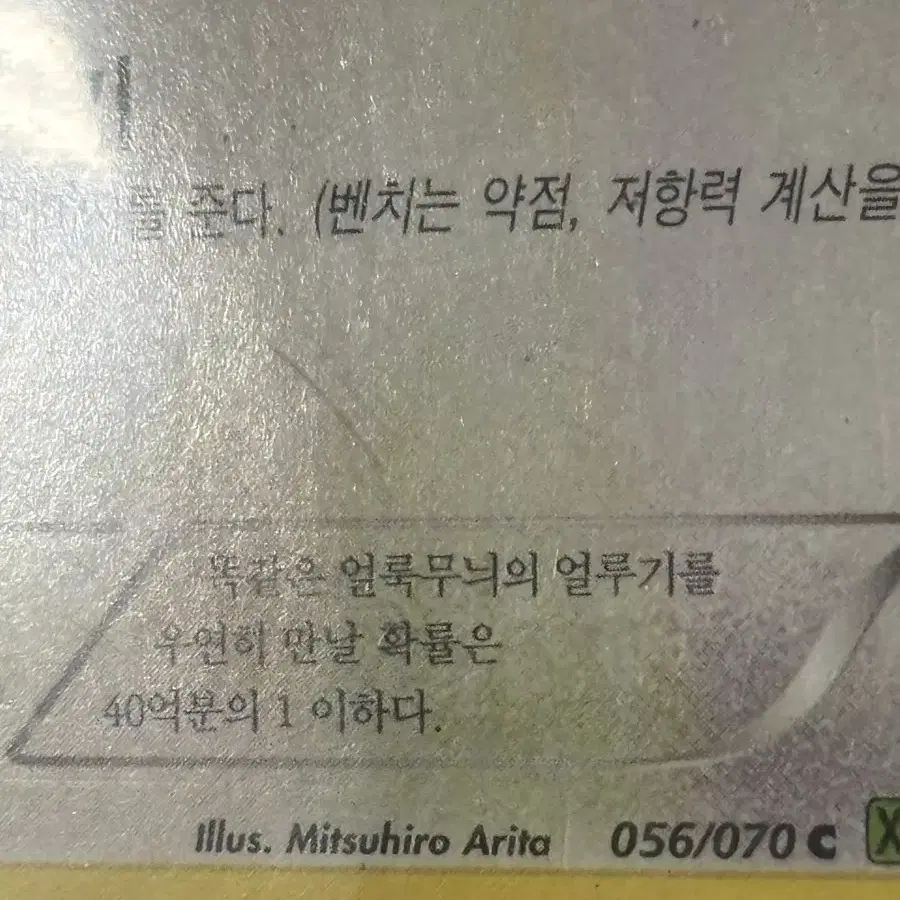 를 준다. (벤치는 약점, 저항력 계산을
똑같은 얼룩무늬의 얼루기를
우연히 만날 확률은
40억분의 1 이하다.
Illus. Mitsuhiro Arita 056/070 C X